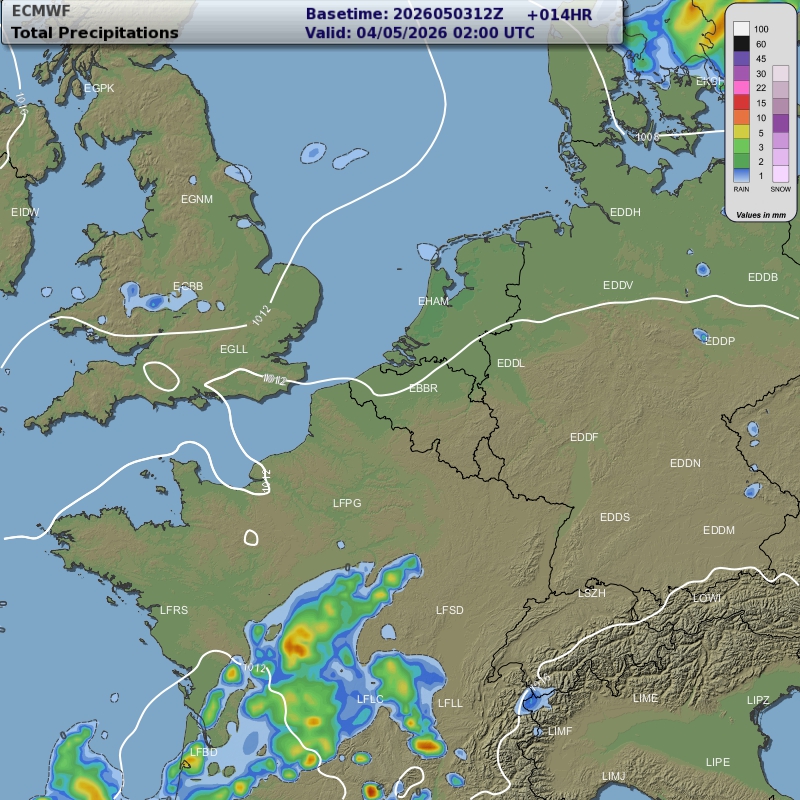 ECMWF
Basetime: 2026050312Z +014HR
Total Precipitations
Valid: 04/05/2026 02:00 UTC
100
60
45
30
22
15
10
5
3
2
1
RAIN SNOW
Values in mm
EGPK
1008
EIDW
EGNM
EDDH
EGBB
EDDV
EDDB
EHAM
1012
EGLL
EDDP
EDDL
1012
EBBR
EDDF
EDDN
1012
LFPG
EDDS
EDDM
LFRS
LFSD
LSZH
LOWI
1012
LFLC
LFLL
LIME
LIPZ
LIMF
LFBD
LIPE
LIMJ